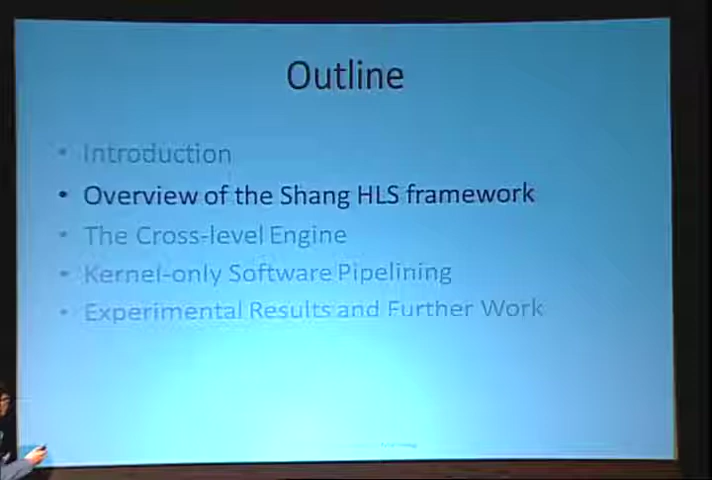 Outline
• Introduction
• Overview of the Shang HLS framework
• The Cross-level Engine
• Kernel-only Software Pipelining
• Experimental Results and Further Work